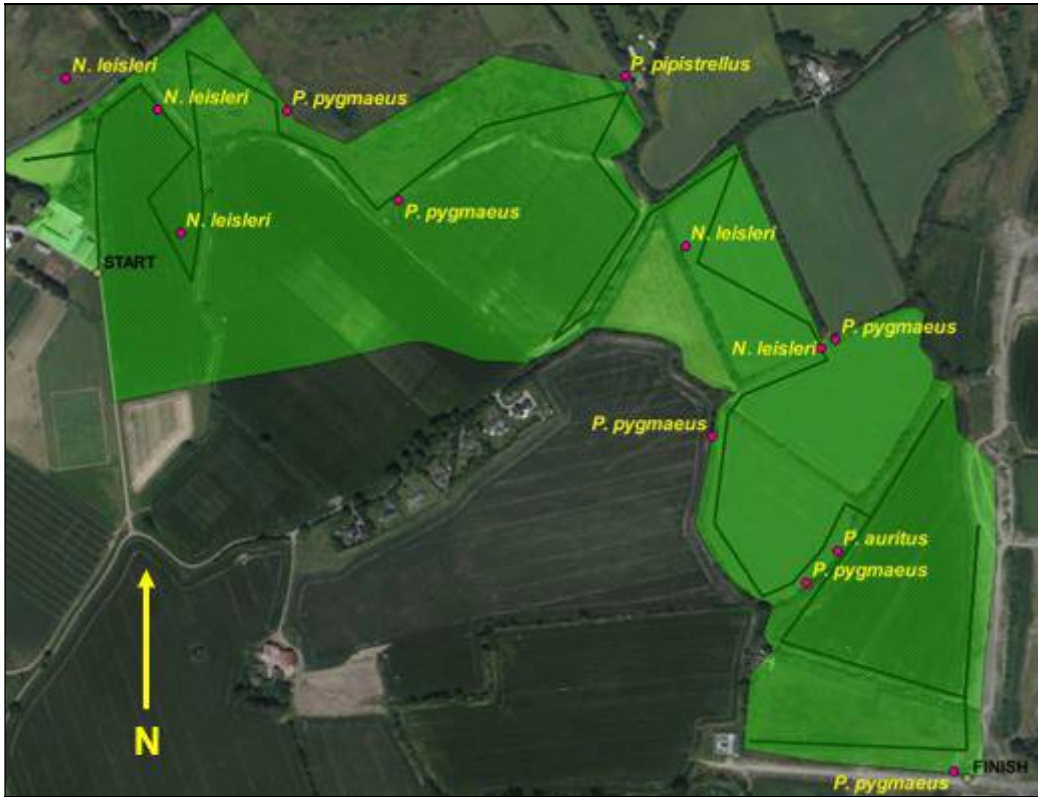 N. leisleri
P. pipistrellus
N. leisleri
P. pygmaeus
P. pygmaeus
N. leisleri
N. leisleri
START
P. pygmaeus
N. leisleri
P. pygmaeus
P. auritus
P. pygmaeus
N
FINISH
P. pygmaeus